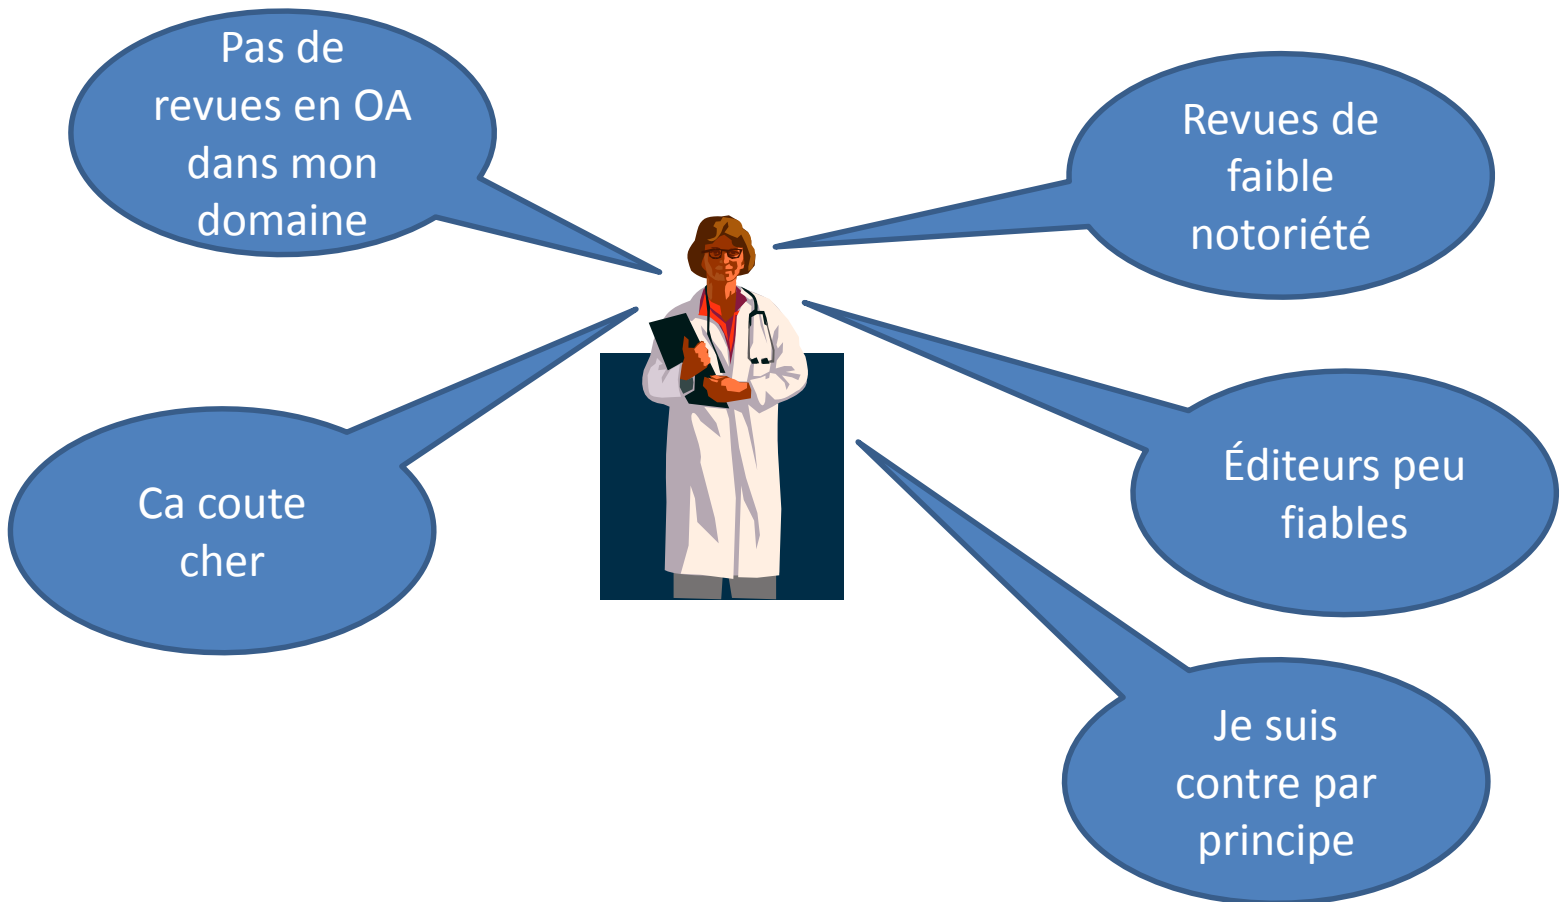 Pas de
revues en OA
dans mon
domaine
Revues de
faible
notoriété
Ca coute
cher
Éditeurs peu
fiables
Je suis
contre par
principe